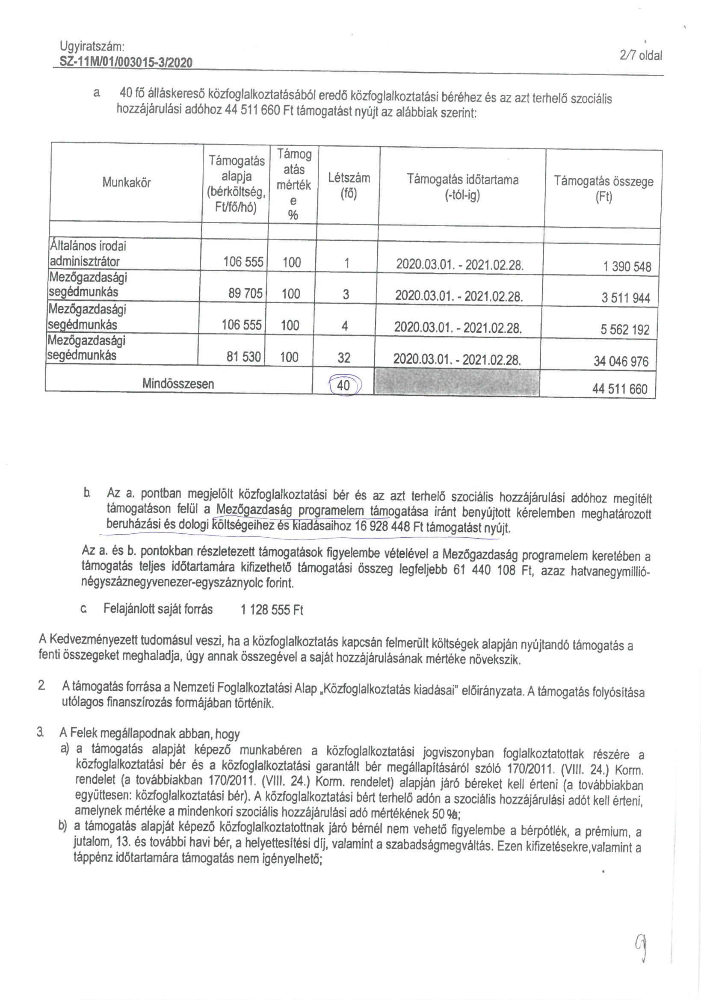 Ugyiratszám:
SZ-11M/01/003015-3/2020
2/7 oldal
a 40 fő álláskereső közfoglalkoztatásából eredő közfoglalkoztatási béréhez és az azt terhelő szociális
hozzájárulási adóhoz 44 511 660 Ft támogatást nyújt az alábbiak szerint:
Munkakör
Támogatás
alapja
(bérköltség,
Ft/fő/hó)
Támog
atás
mérték
e
%
Létszám
(fő)
Támogatás időtartama
(-tól-ig)
Támogatás összege
(Ft)
Általános irodai
adminisztrátor 106 555 100 1 2020.03.01. - 2021.02.28. 1 390 548
Mezőgazdasági
segédmunkás 89 705 100 3 2020.03.01. - 2021.02.28. 3 511 944
Mezőgazdasági
segédmunkás 106 555 100 4 2020.03.01. - 2021.02.28. 5 562 192
Mezőgazdasági
segédmunkás 81 530 100 32 2020.03.01. - 2021.02.28. 34 046 976
Mindösszesen 40 44 511 660
b Az a. pontban megjelölt közfoglalkoztatási bér és az azt terhelő szociális hozzájárulási adóhoz megítélt
támogatáson felül a Mezőgazdaság programelem támogatása iránt benyújtott kérelemben meghatározott
beruházási és dologi költségeihez és kiadásaihoz 16 928 448 Ft támogatást nyújt.
Az a. és b. pontokban részletezett támogatások figyelembe vételével a Mezőgazdaság programelem keretében a
támogatás teljes időtartamára kifizethető támogatási összeg legfeljebb 61 440 108 Ft, azaz hatvanegymillió-
négyszáznegyvenezer-egyszáznyolc forint.
c. Felajánlott saját forrás 1 128 555 Ft
A Kedvezményezett tudomásul veszi, ha a közfoglalkoztatás kapcsán felmerült költségek alapján nyújtandó támogatás a
fenti összegeket meghaladja, úgy annak összegével a saját hozzájárulásának mértéke növekszik.
2 A támogatás forrása a Nemzeti Foglalkoztatási Alap „Közfoglalkoztatás kiadásai” előirányzata. A támogatás folyósítása
utólagos finanszírozás formájában történik.
3. A Felek megállapodnak abban, hogy
a) a támogatás alapját képező munkabéren a közfoglalkoztatási jogviszonyban foglalkoztatottak részére a
közfoglalkoztatási bér és a közfoglalkoztatási garantált bér megállapításáról szóló 170/2011. (VIII. 24.) Korm.
rendelet (a továbbiakban 170/2011. (VIII. 24.) Korm. rendelet) alapján járó béreket kell érteni (a továbbiakban
együttesen: közfoglalkoztatási bér). A közfoglalkoztatási bért terhelő adón a szociális hozzájárulási adót kell érteni,
amelynek mértéke a mindenkori szociális hozzájárulási adó mértékének 50 %a;
b) a támogatás alapját képező közfoglalkoztatottnak járó bérnél nem vehető figyelembe a bérpótlék, a prémium, a
jutalom, 13. és további havi bér, a helyettesítési díj, valamint a szabadságmegváltás. Ezen kifizetésekre,valamint a
táppénz időtartamára támogatás nem igényelhető;